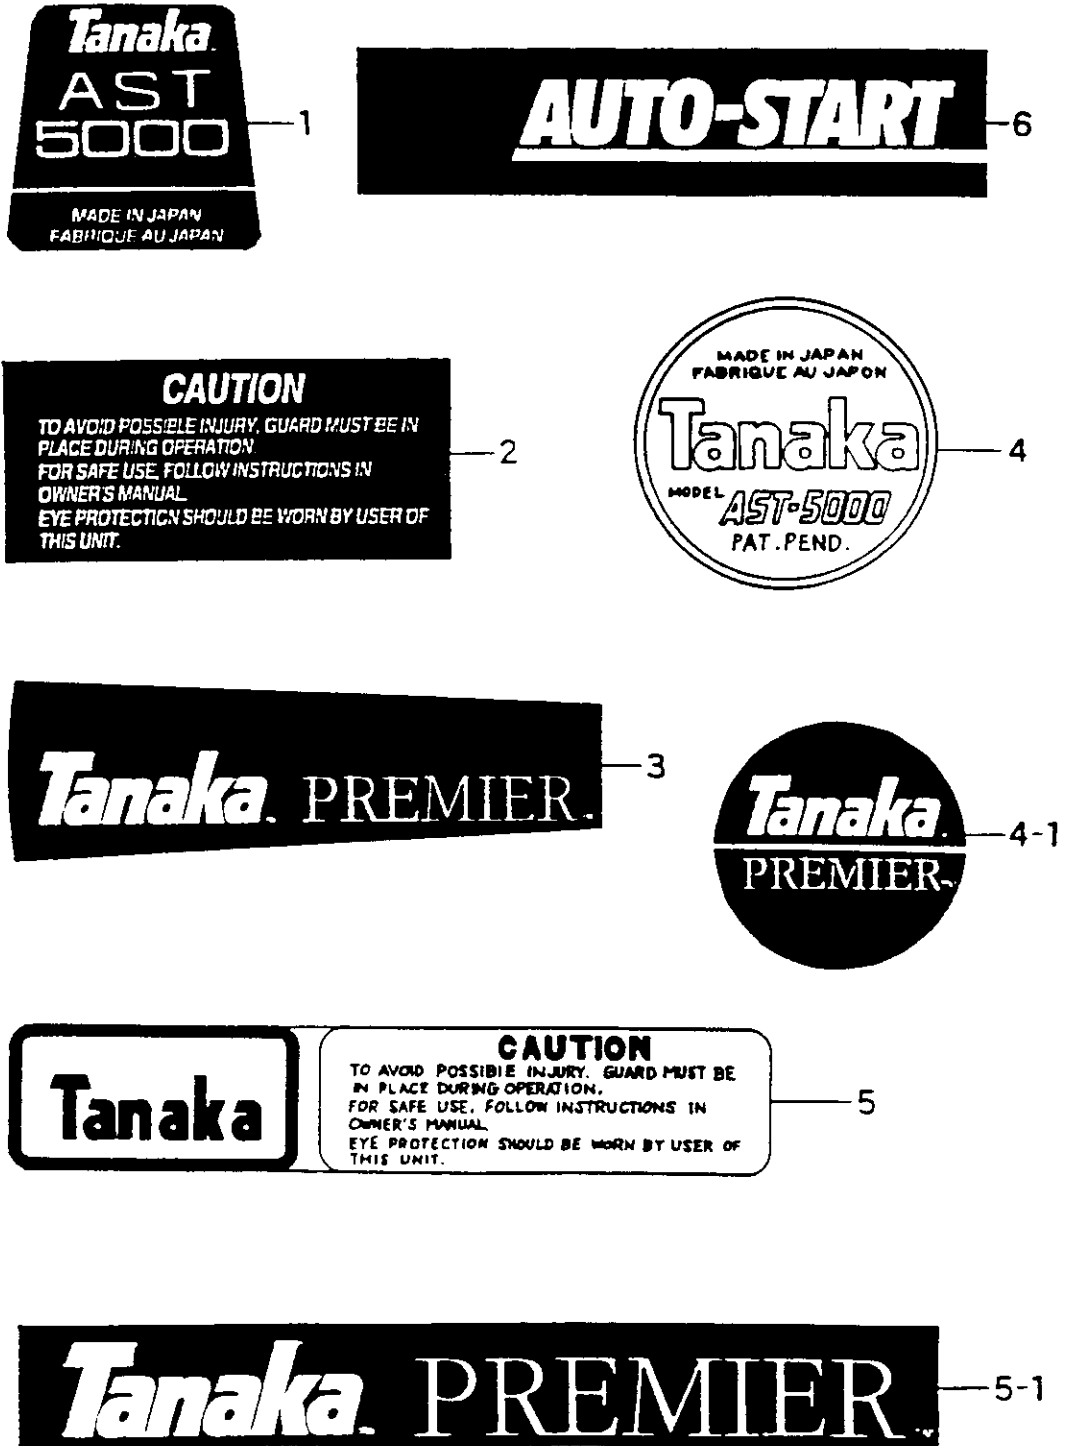 Tanaka
AST
5000
MADE IN JAPAN
FABRIQUE AU JAPAN
1
AUTO-START
6
CAUTION
TO AVOID POSSIBLE INJURY, GUARD MUST BE IN
PLACE DURING OPERATION.
FOR SAFE USE, FOLLOW INSTRUCTIONS IN
OWNER'S MANUAL
EYE PROTECTION SHOULD BE WORN BY USER OF
THIS UNIT.
2
MADE IN JAPAN
FABRIQUE AU JAPON
Tanaka
MODEL AST-5000
PAT.PEND.
4
Tanaka PREMIER
3
Tanaka
PREMIER
4-1
Tanaka
CAUTION
TO AVOID POSSIBIE INJURY. GUARD MUST BE
IN PLACE DURING OPERATION.
FOR SAFE USE. FOLLOW INSTRUCTIONS IN
OWNER'S MANUAL
EYE PROTECTION SHOULD BE WORN BY USER OF
THIS UNIT.
5
Tanaka PREMIER
5-1